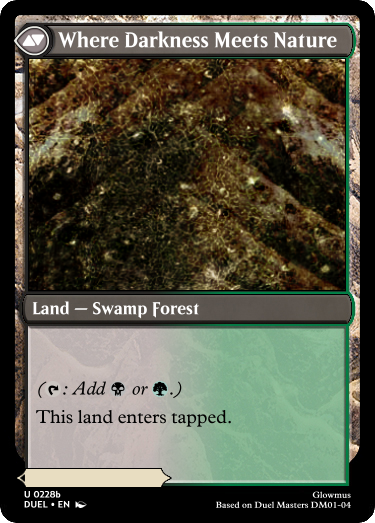 Where Darkness Meets Nature
Land — Swamp Forest
(: Add or .)
This land enters tapped.
U 0228b
DUEL • EN
Glowmus
Based on Duel Masters DM01-04